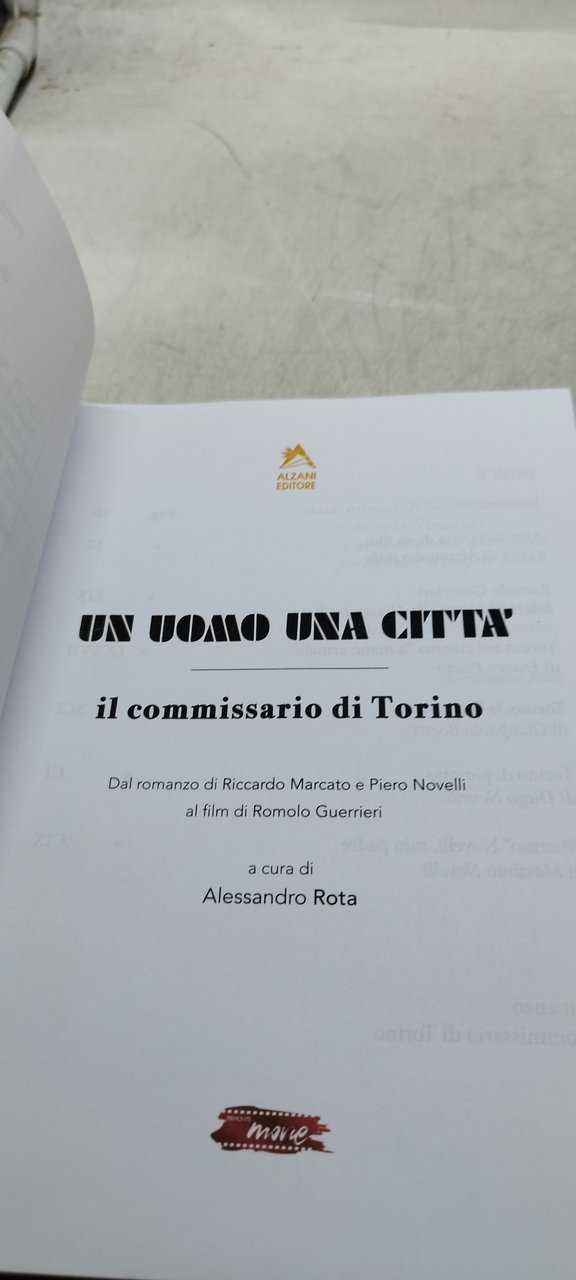 ALZANI
EDITORE
UN UOMO UNA CITTA'
il commissario di Torino
Dal romanzo di Riccardo Marcato e Piero Novelli
al film di Romolo Guerrieri
a cura di
Alessandro Rota
PIEMONTE
movie